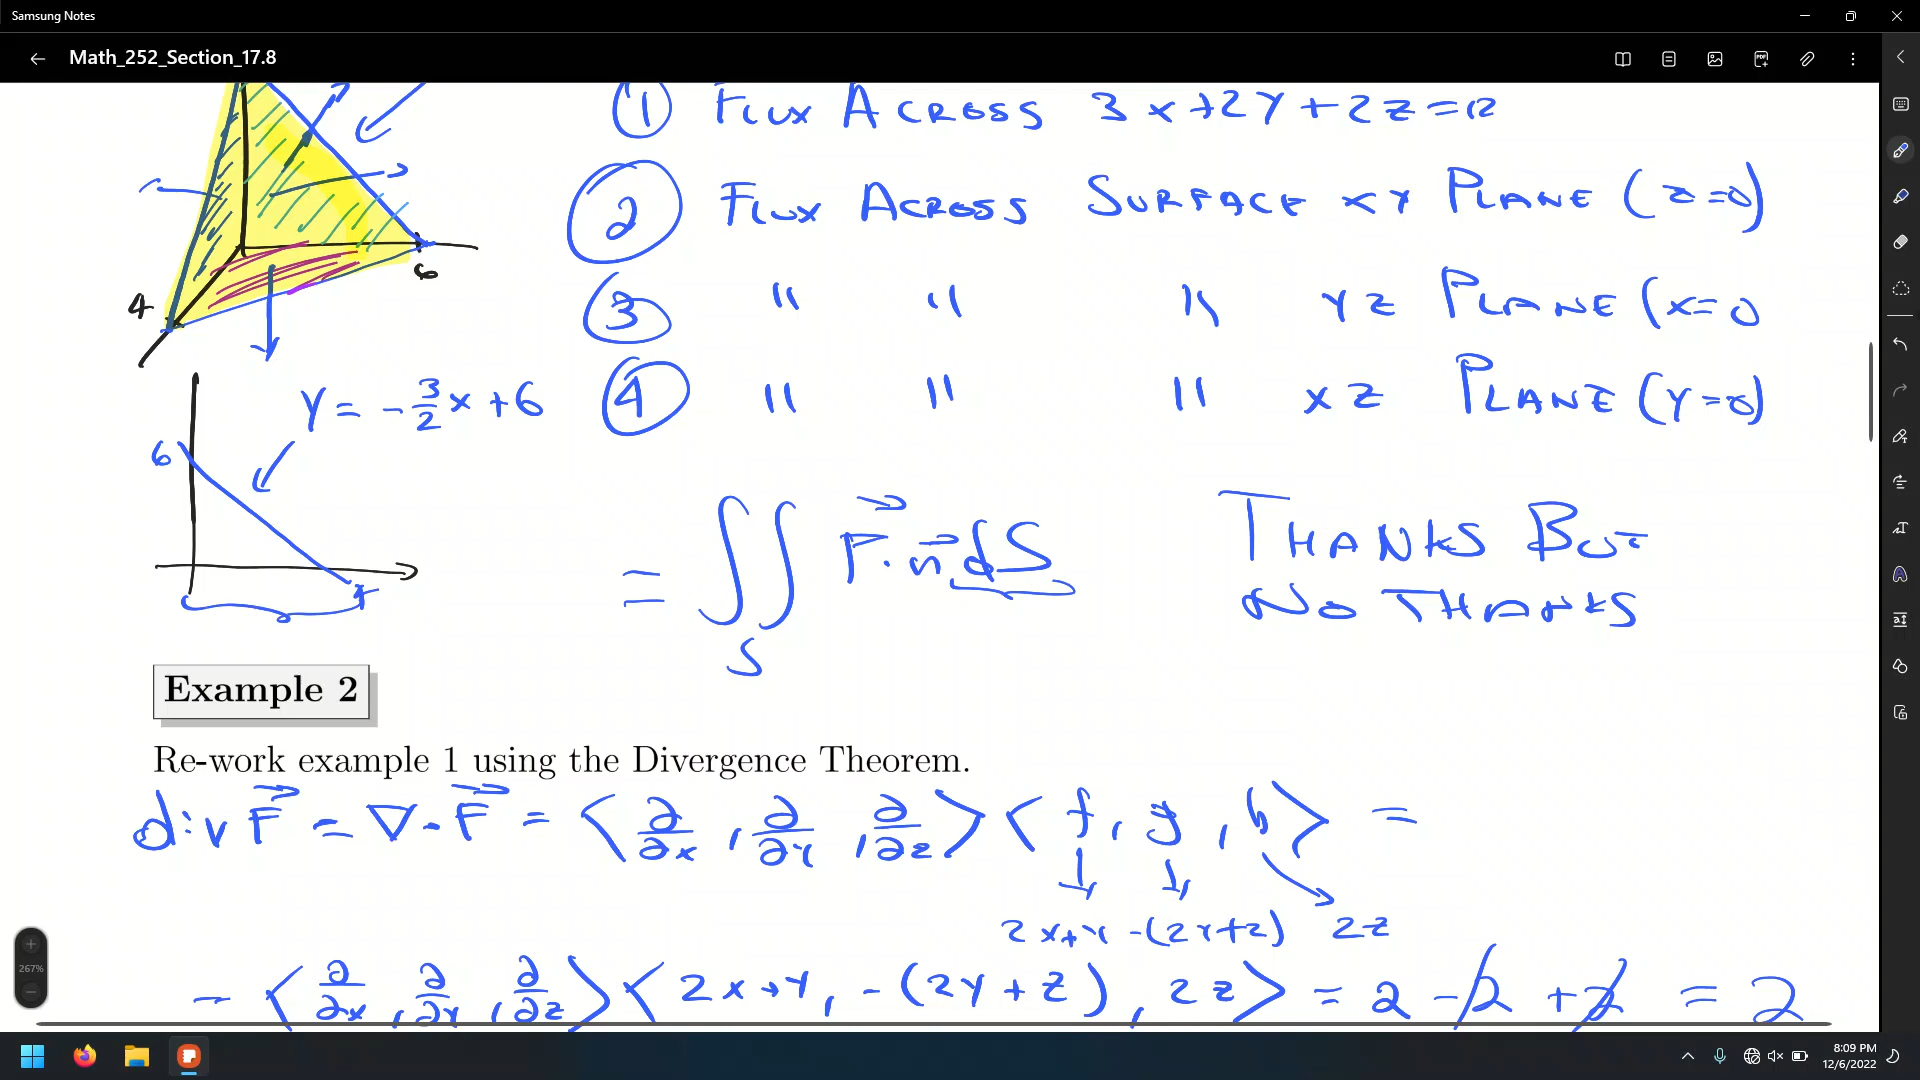 Samsung Notes
Math_252_Section_17.8
① FLUX ACROSS 3x+2Y+2Z=12
② FLUX ACROSS SURFACE XY PLANE (Z=0)
③ " " " YZ PLANE (X=0
④ " " " XZ PLANE (Y=0)
6
4
Y = -3/2 x + 6
6
4
= ∬_S F⃗ · n⃗ dS
THANKS BUT
NO THANKS
Example 2
Re-work example 1 using the Divergence Theorem.
div F⃗ = ∇ · F⃗ = ⟨ ∂/∂x , ∂/∂Y , ∂/∂z ⟩ ⟨ f, g, h ⟩ =
2x+Y -(2Y+z) 2z
= ⟨ ∂/∂x , ∂/∂Y , ∂/∂z ⟩ ⟨ 2x+Y, -(2Y+z), 2z ⟩ = 2 - 2 + 2 = 2
267%
8:09 PM
12/6/2022